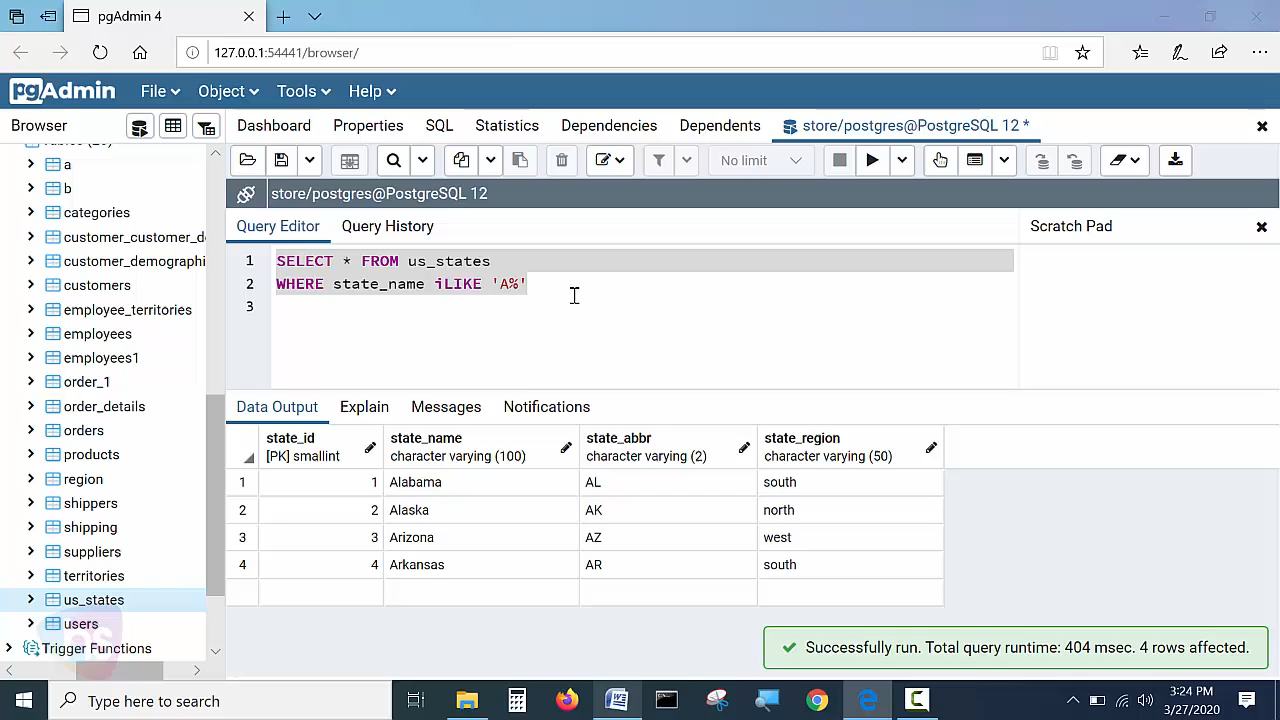 pgAdmin 4
127.0.0.1:54441/browser/
pgAdmin File Object Tools Help
Browser
Dashboard Properties SQL Statistics Dependencies Dependents store/postgres@PostgreSQL 12 *
No limit
store/postgres@PostgreSQL 12
Query Editor Query History
Scratch Pad
1 SELECT * FROM us_states
2 WHERE state_name iLIKE 'A%'
3
a
b
categories
customer_customer_d
customers
customer_demographi
employee_territories
employees
employees1
order_1
order_details
orders
products
region
shippers
shipping
suppliers
territories
us_states
users
Trigger Functions
Data Output Explain Messages Notifications
state_id state_name state_abbr state_region
[PK] smallint character varying (100) character varying (2) character varying (50)
1 1 Alabama AL south
2 2 Alaska AK north
3 3 Arizona AZ west
4 4 Arkansas AR south
Successfully run. Total query runtime: 404 msec. 4 rows affected.
Type here to search
3:24 PM
3/27/2020